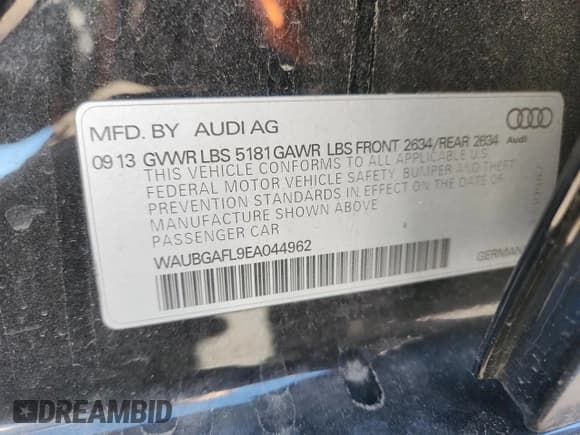 MFD. BY AUDI AG
Audi
09 13 GVWR LBS 5181 GAWR LBS FRONT 2634/REAR 2634
THIS VEHICLE CONFORMS TO ALL APPLICABLE U.S.
FEDERAL MOTOR VEHICLE SAFETY, BUMPER AND THEFT
PREVENTION STANDARDS IN EFFECT ON THE DATE OF
MANUFACTURE SHOWN ABOVE
PASSENGER CAR
WAUBGAFL9EA044962
GERMAN
DREAMBID